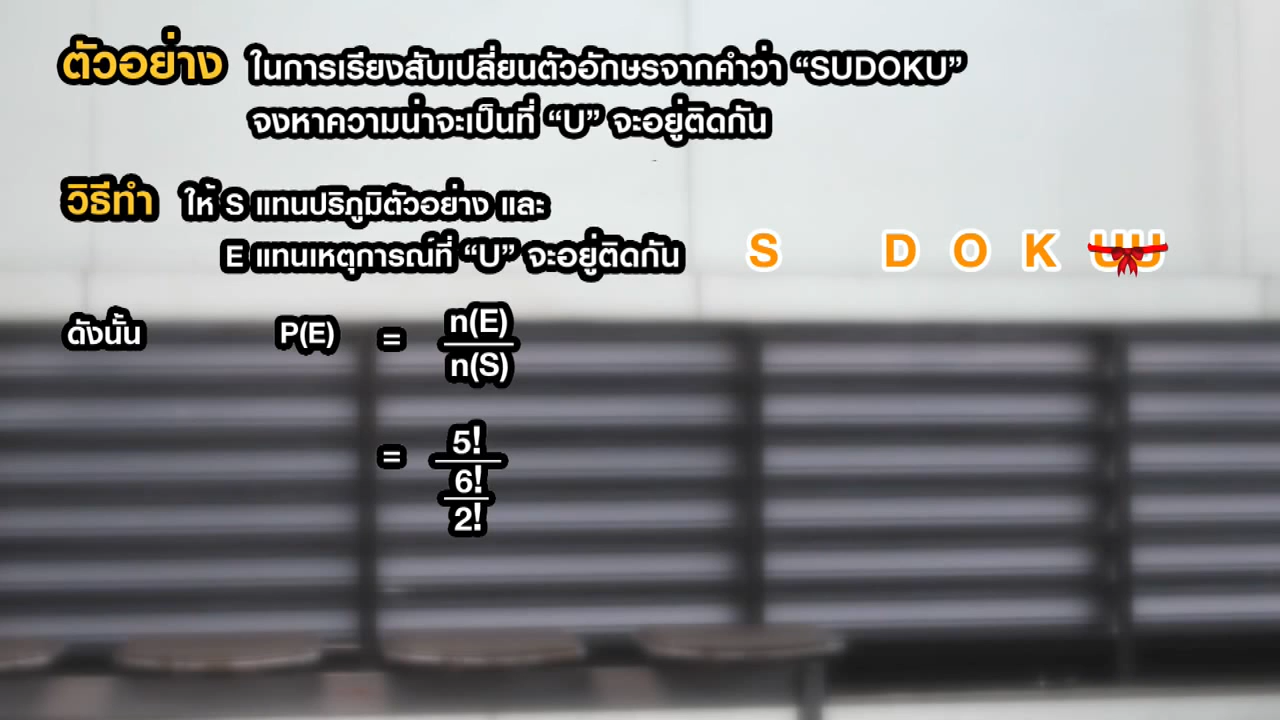 ตัวอย่าง ในการเรียงสับเปลี่ยนตัวอักษรจากคำว่า “SUDOKU”
จงหาความน่าจะเป็นที่ “U” จะอยู่ติดกัน
วิธีทำ ให้ S แทนปริภูมิตัวอย่าง และ
E แทนเหตุการณ์ที่ “U” จะอยู่ติดกัน
S D O K UU
ดังนั้น P(E) = n(E)
n(S)
= 5!
6!
2!